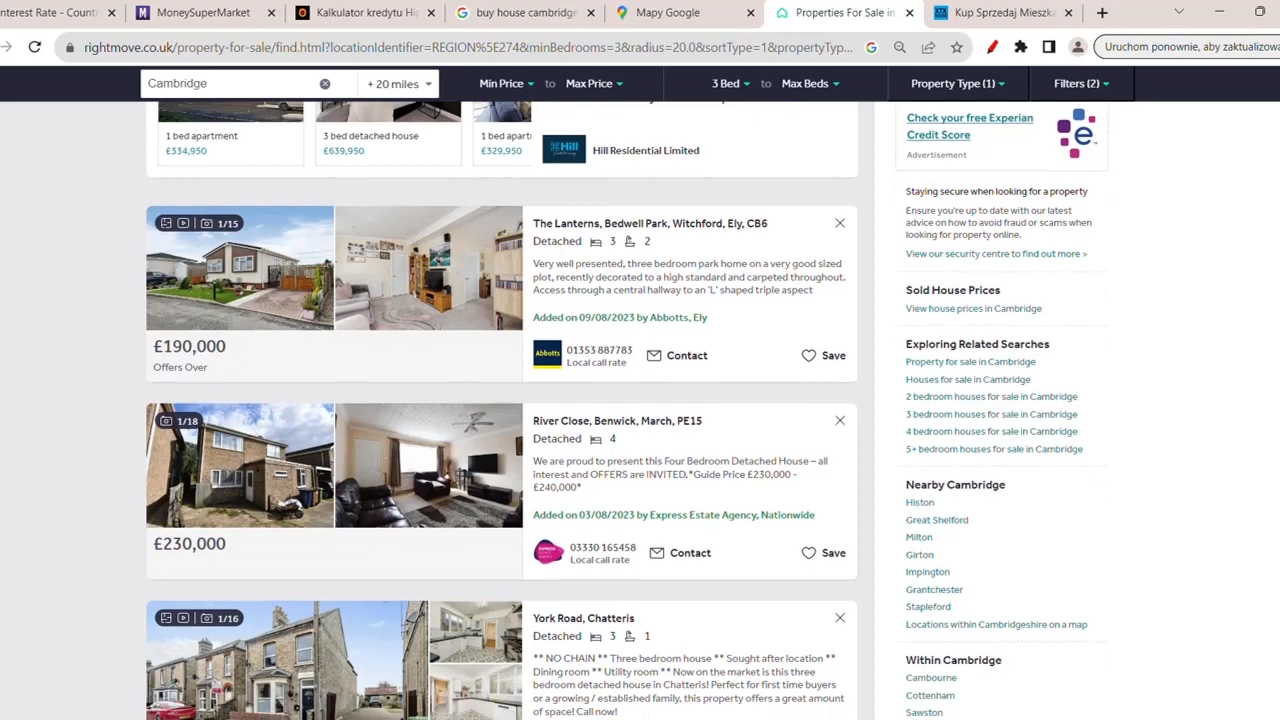 nterest Rate - Count
MoneySuperMarket
Kalkulator kredytu Hip
buy house cambridge
Mapy Google
Properties For Sale in
Kup Sprzedaj Mieszka
rightmove.co.uk/property-for-sale/find.html?locationIdentifier=REGION%5E274&minBedrooms=3&radius=20.0&sortType=1&propertyTyp...
Uruchom ponownie, aby zaktualizowa
Cambridge
+ 20 miles
Min Price to Max Price
3 Bed to Max Beds
Property Type (1)
Filters (2)
1 bed apartment
£334,950
3 bed detached house
£639,950
1 bed apart
£329,950
Hill
Hill Residential Limited
1/15
The Lanterns, Bedwell Park, Witchford, Ely, CB6
Detached 3 2
Very well presented, three bedroom park home on a very good sized
plot, recently decorated to a high standard and carpeted throughout.
Access through a central hallway to an 'L' shaped triple aspect
Added on 09/08/2023 by Abbotts, Ely
£190,000
Offers Over
Abbotts
01353 887783
Local call rate
Contact
Save
1/18
River Close, Benwick, March, PE15
Detached 4
We are proud to present this Four Bedroom Detached House – all
interest and OFFERS are INVITED.*Guide Price £230,000 -
£240,000*
Added on 03/08/2023 by Express Estate Agency, Nationwide
£230,000
03330 165458
Local call rate
Contact
Save
1/16
York Road, Chatteris
Detached 3 1
** NO CHAIN ** Three bedroom house ** Sought after location **
Dining room ** Utility room ** Now on the market is this three
bedroom detached house in Chatteris! Perfect for first time buyers
or a growing / established family, this property offers a great amount
of space! Call now!
Check your free Experian
Credit Score
Advertisement
Staying secure when looking for a property
Ensure you're up to date with our latest
advice on how to avoid fraud or scams when
looking for property online.
View our security centre to find out more >
Sold House Prices
View house prices in Cambridge
Exploring Related Searches
Property for sale in Cambridge
Houses for sale in Cambridge
2 bedroom houses for sale in Cambridge
3 bedroom houses for sale in Cambridge
4 bedroom houses for sale in Cambridge
5+ bedroom houses for sale in Cambridge
Nearby Cambridge
Histon
Great Shelford
Milton
Girton
Impington
Grantchester
Stapleford
Locations within Cambridgeshire on a map
Within Cambridge
Cambourne
Cottenham
Sawston